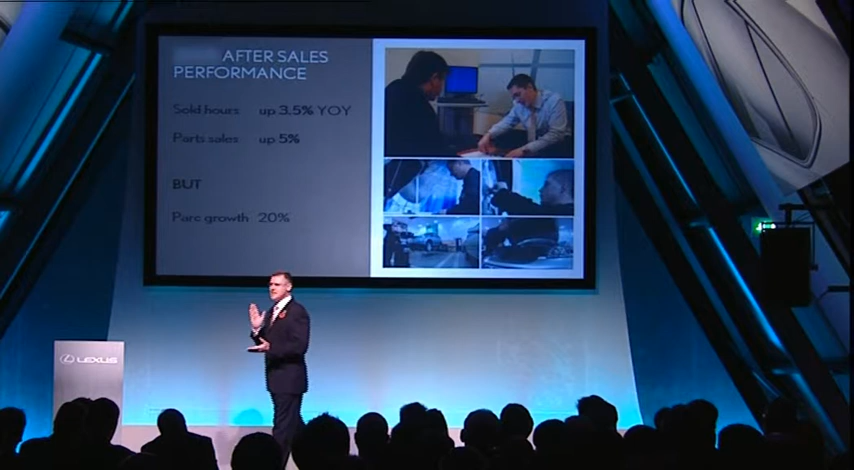 AFTER SALES
PERFORMANCE
Sold hours up 3.5% YOY
Parts sales up 5%
BUT
Parc growth 20%
LEXUS